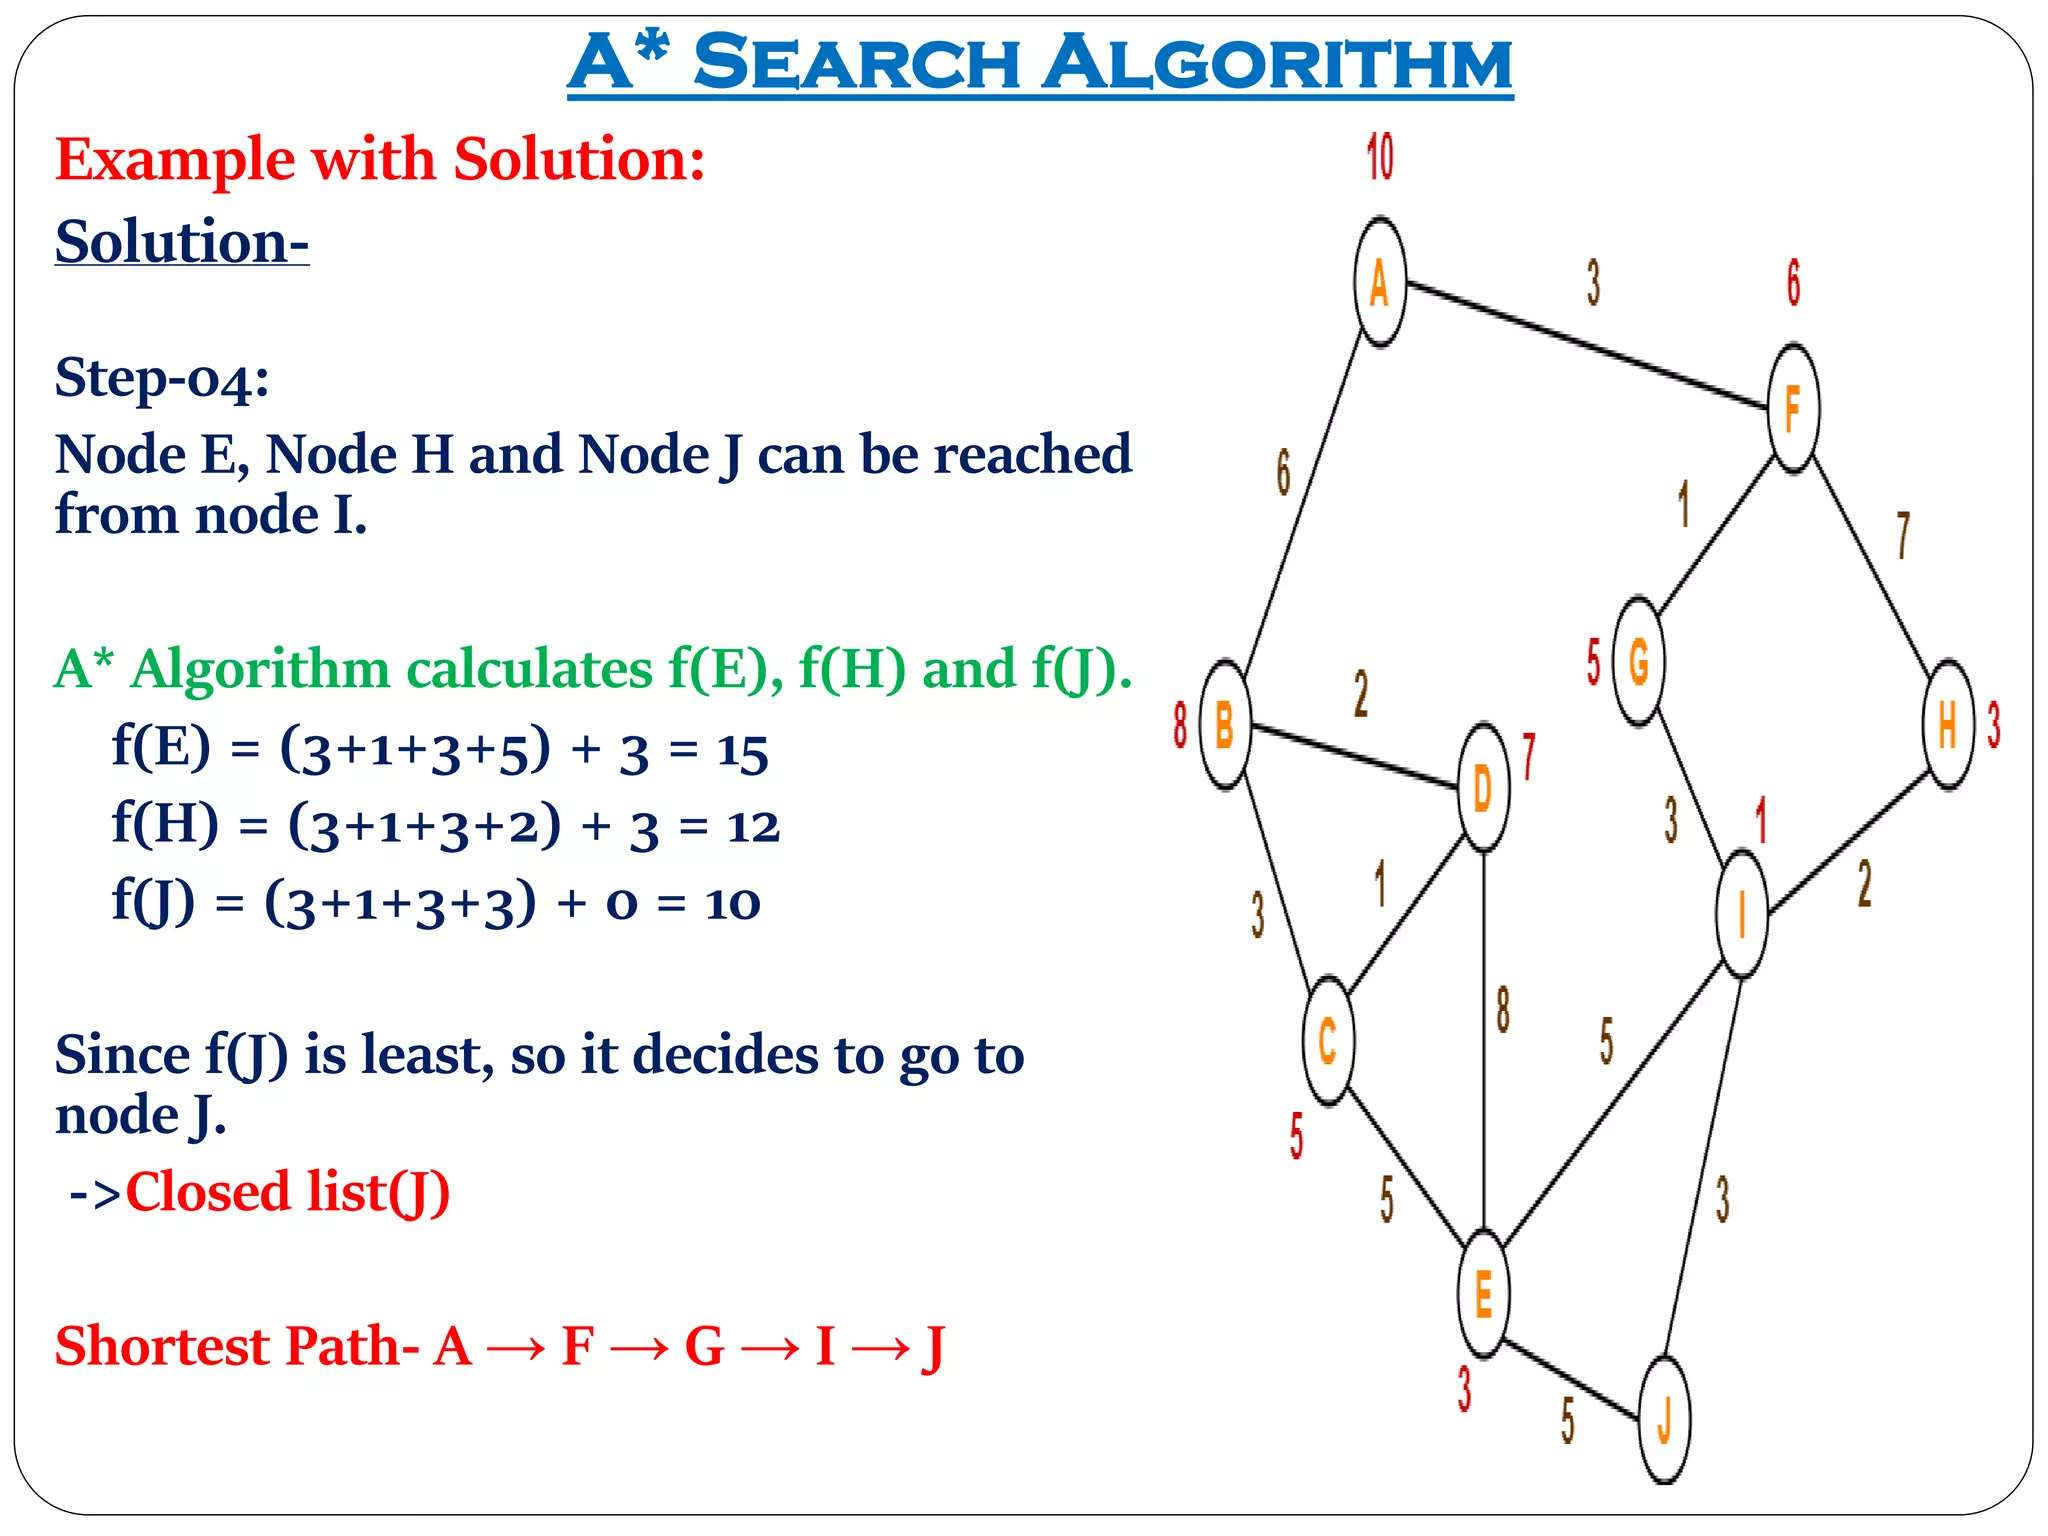 A* SEARCH ALGORITHM
Example with Solution:
Solution-
Step-04:
Node E, Node H and Node J can be reached
from node I.
A* Algorithm calculates f(E), f(H) and f(J).
f(E) = (3+1+3+5) + 3 = 15
f(H) = (3+1+3+2) + 3 = 12
f(J) = (3+1+3+3) + 0 = 10
Since f(J) is least, so it decides to go to
node J.
->Closed list(J)
Shortest Path- A → F → G → I → J
10
A
3
6
F
6
1
7
5 G
8 B
2
D
7
H 3
3
1
1
3
I
2
C
8
5
5
5
3
E
3
5
J